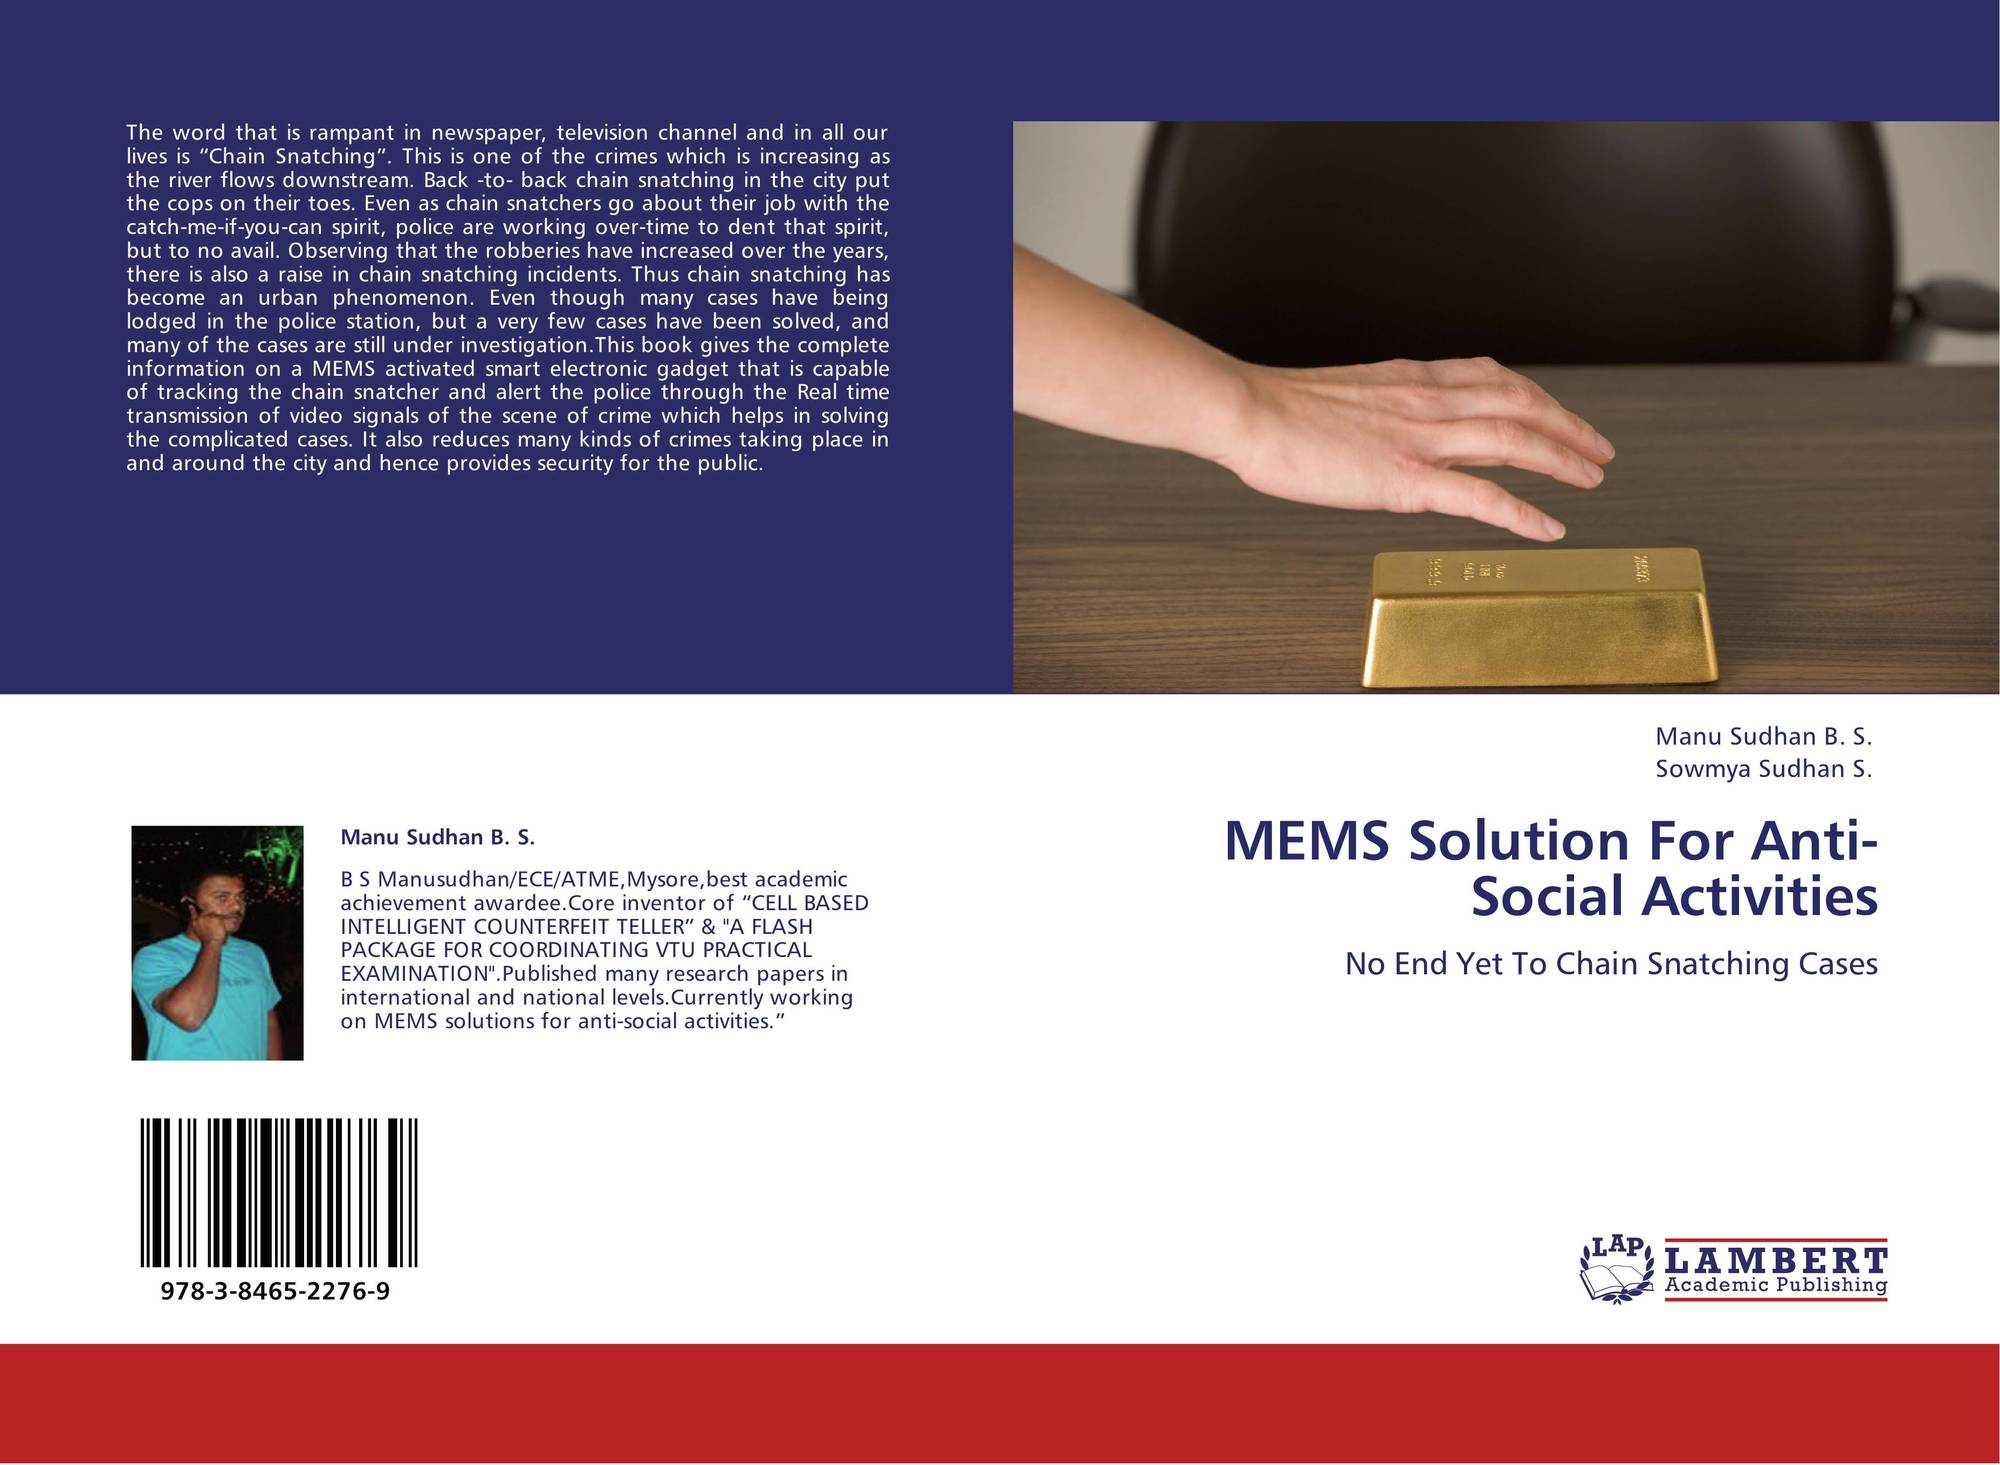 The word that is rampant in newspaper, television channel and in all our
lives is “Chain Snatching”. This is one of the crimes which is increasing as
the river flows downstream. Back -to- back chain snatching in the city put
the cops on their toes. Even as chain snatchers go about their job with the
catch-me-if-you-can spirit, police are working over-time to dent that spirit,
but to no avail. Observing that the robberies have increased over the years,
there is also a raise in chain snatching incidents. Thus chain snatching has
become an urban phenomenon. Even though many cases have being
lodged in the police station, but a very few cases have been solved, and
many of the cases are still under investigation.This book gives the complete
information on a MEMS activated smart electronic gadget that is capable
of tracking the chain snatcher and alert the police through the Real time
transmission of video signals of the scene of crime which helps in solving
the complicated cases. It also reduces many kinds of crimes taking place in
and around the city and hence provides security for the public.
Manu Sudhan B. S.
B S Manusudhan/ECE/ATME,Mysore,best academic
achievement awardee.Core inventor of “CELL BASED
INTELLIGENT COUNTERFEIT TELLER” & "A FLASH
PACKAGE FOR COORDINATING VTU PRACTICAL
EXAMINATION".Published many research papers in
international and national levels.Currently working
on MEMS solutions for anti-social activities.”
978-3-8465-2276-9
Manu Sudhan B. S.
Sowmya Sudhan S.
MEMS Solution For Anti-
Social Activities
No End Yet To Chain Snatching Cases
LAP
LAMBERT
Academic Publishing